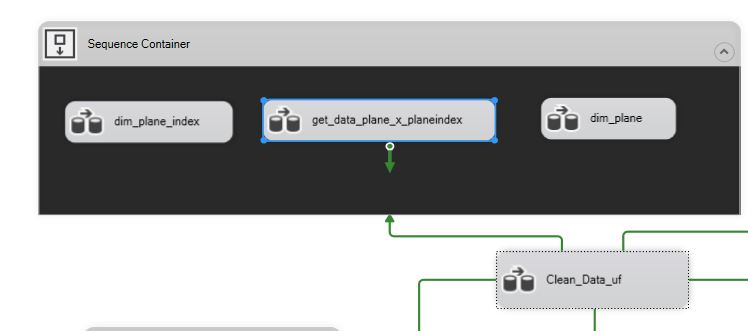 Sequence Container
dim_plane_index
get_data_plane_x_planeindex
dim_plane
Clean_Data_uf